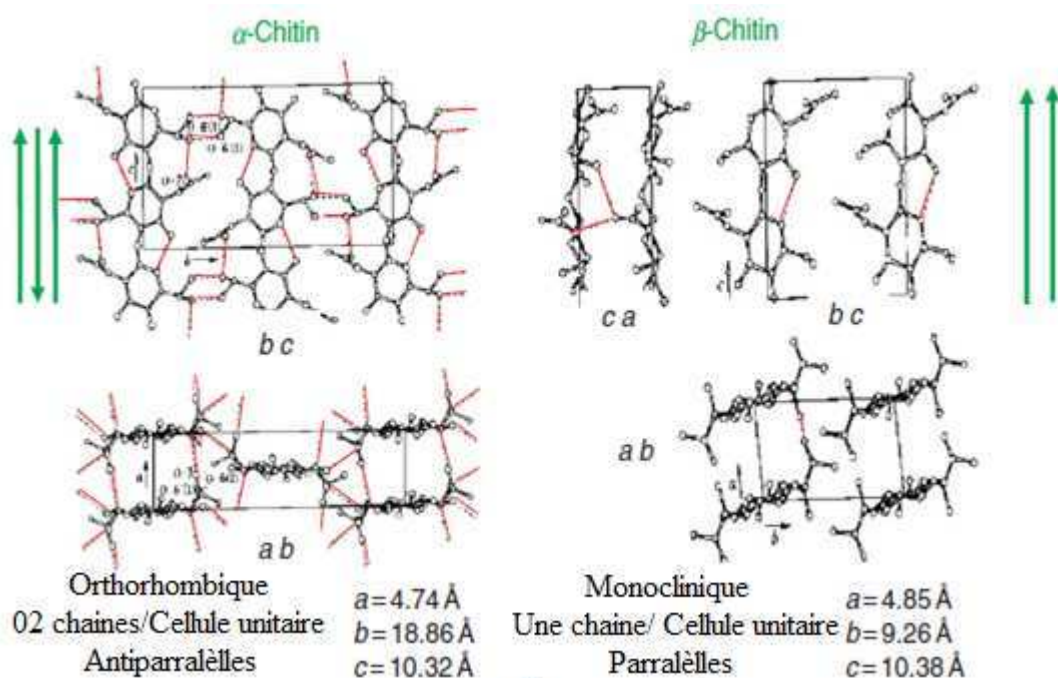 α-Chitin
β-Chitin
b c
c a
b c
a b
a b
Orthorhombique
a = 4.74 Å
02 chaines/Cellule unitaire
b = 18.86 Å
Antiparralèlles
c = 10.32 Å
Monoclinique
a = 4.85 Å
Une chaine/ Cellule unitaire
b = 9.26 Å
Parralèlles
c = 10.38 Å